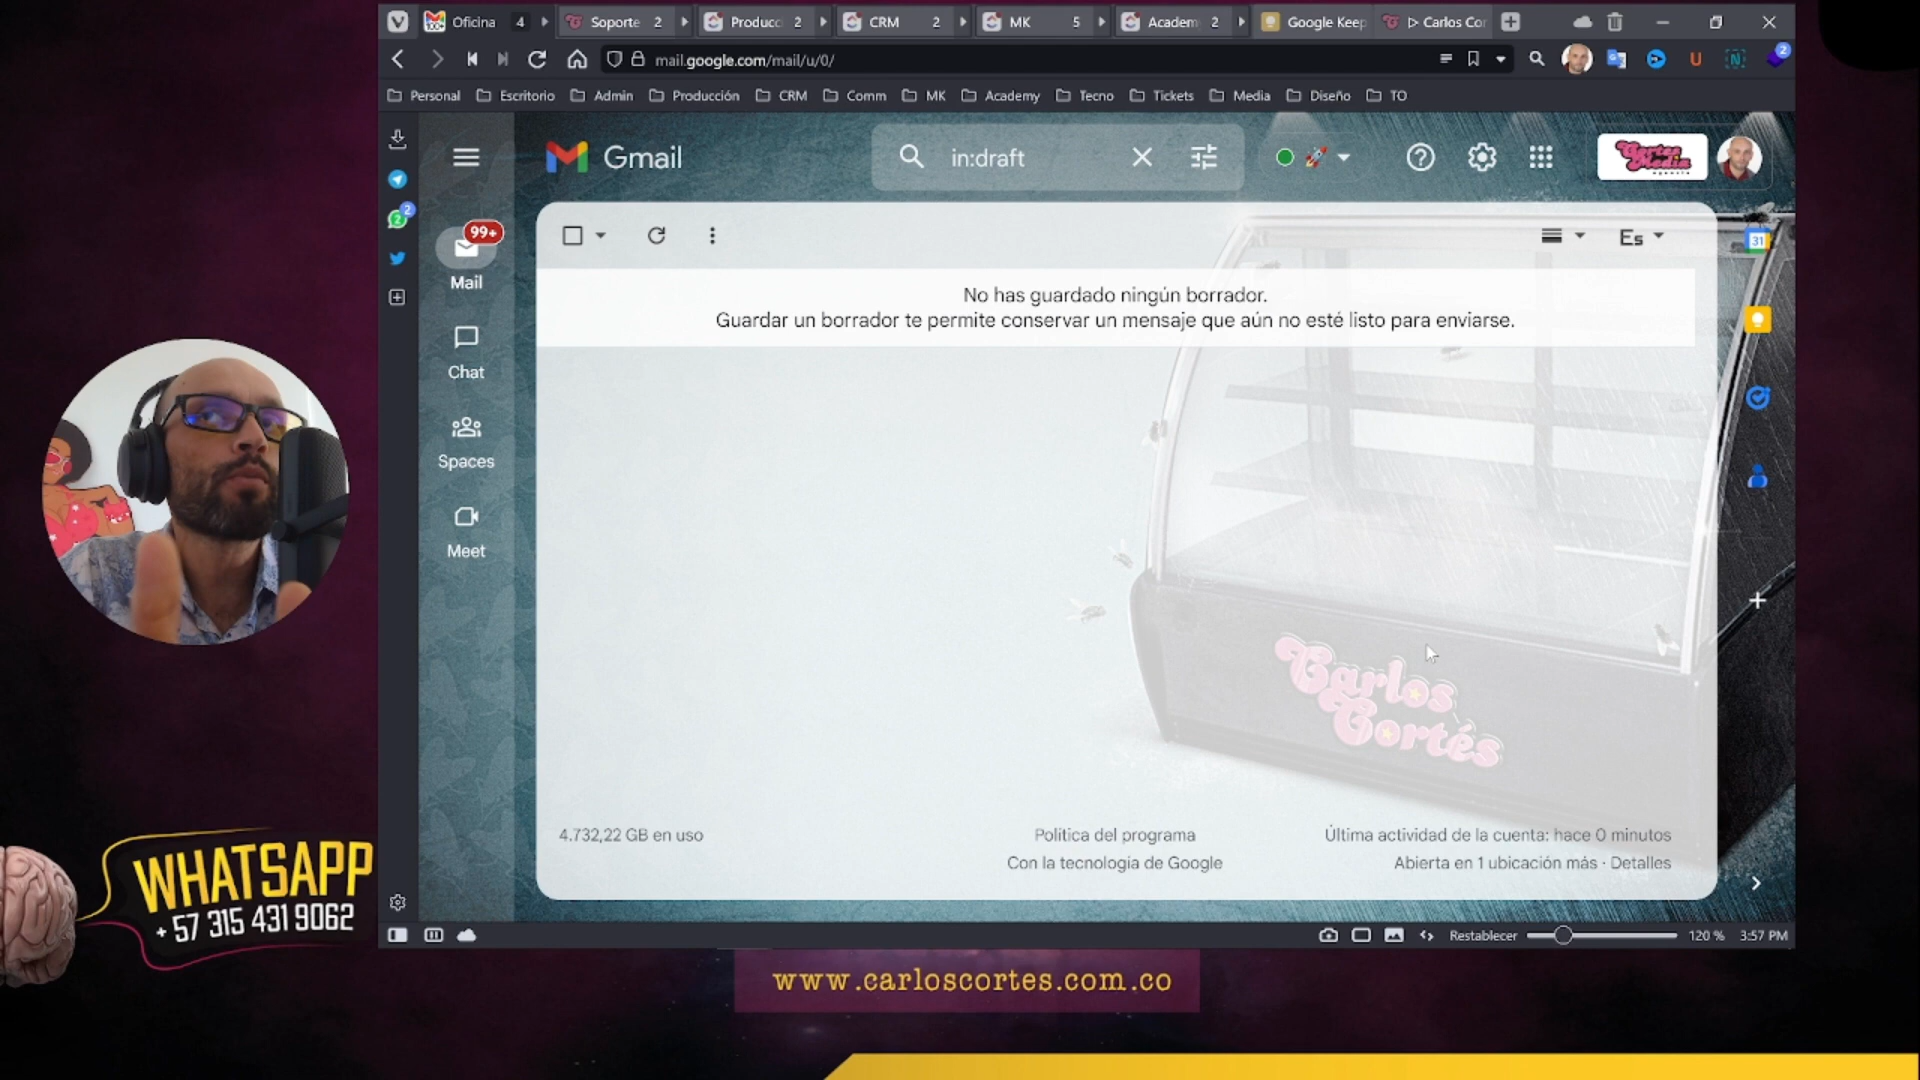 Oficina 4
Soporte 2
Producc 2
CRM 2
MK 5
Academ 2
Google Keep
▷ Carlos Cor
mail.google.com/mail/u/0/
2
Personal
Escritorio
Admin
Producción
CRM
Comm
MK
Academy
Tecno
Tickets
Media
Diseño
TO
Gmail
in:draft
Cortes Media
agencia
99+
Mail
Chat
Spaces
Meet
Es
31
No has guardado ningún borrador.
Guardar un borrador te permite conservar un mensaje que aún no esté listo para enviarse.
Carlos
Cortés
4.732,22 GB en uso
Política del programa
Con la tecnología de Google
Última actividad de la cuenta: hace 0 minutos
Abierta en 1 ubicación más · Detalles
Restablecer
120 %
3:57 PM
WHATSAPP
+ 57 315 431 9062
www.carloscortes.com.co